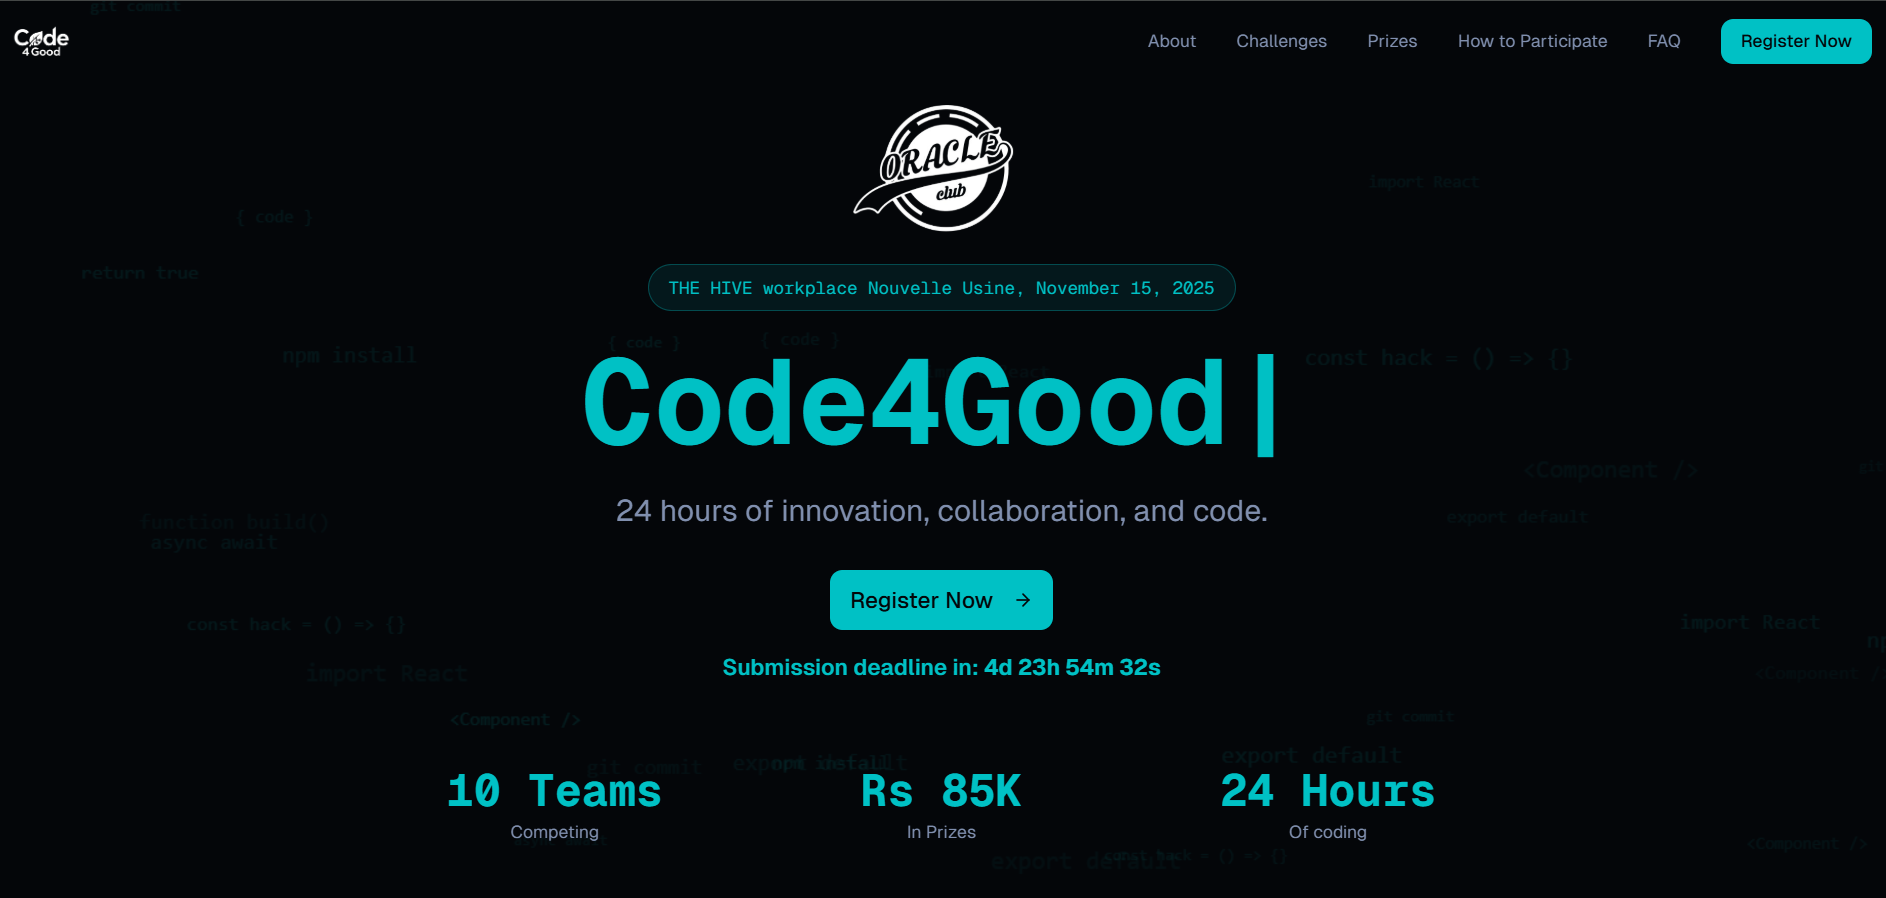 git commit
Code
4 Good
About
Challenges
Prizes
How to Participate
FAQ
Register Now
ORACLE
club
import React
{ code }
return true
THE HIVE workplace Nouvelle Usine, November 15, 2025
npm install
{ code }
{ code }
const hack = () => {}
Code4Good|
<Component />
git
export default
24 hours of innovation, collaboration, and code.
function build()
async await
Register Now →
const hack = () => {}
import React
import React
Submission deadline in: 4d 23h 54m 32s
<Component />
<Component />
git commit
git commit
export default
npm install
export default
10 Teams
Competing
Rs 85K
In Prizes
24 Hours
Of coding
async await
<Component />
export default
const hack = () => {}